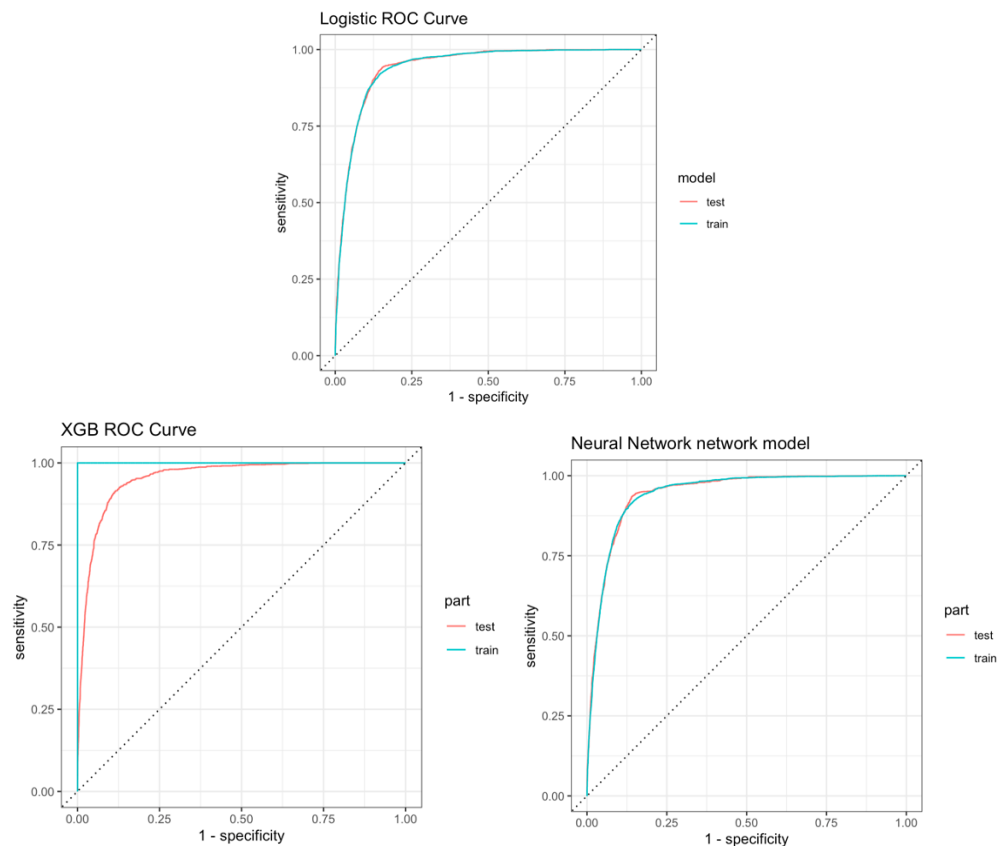 Logistic ROC Curve
1.00
0.75
0.50
0.25
0.00
sensitivity
0.00 0.25 0.50 0.75 1.00
1 - specificity
model
test
train
XGB ROC Curve
1.00
0.75
0.50
0.25
0.00
sensitivity
0.00 0.25 0.50 0.75 1.00
1 - specificity
part
test
train
Neural Network network model
1.00
0.75
0.50
0.25
0.00
sensitivity
0.00 0.25 0.50 0.75 1.00
1 - specificity
part
test
train